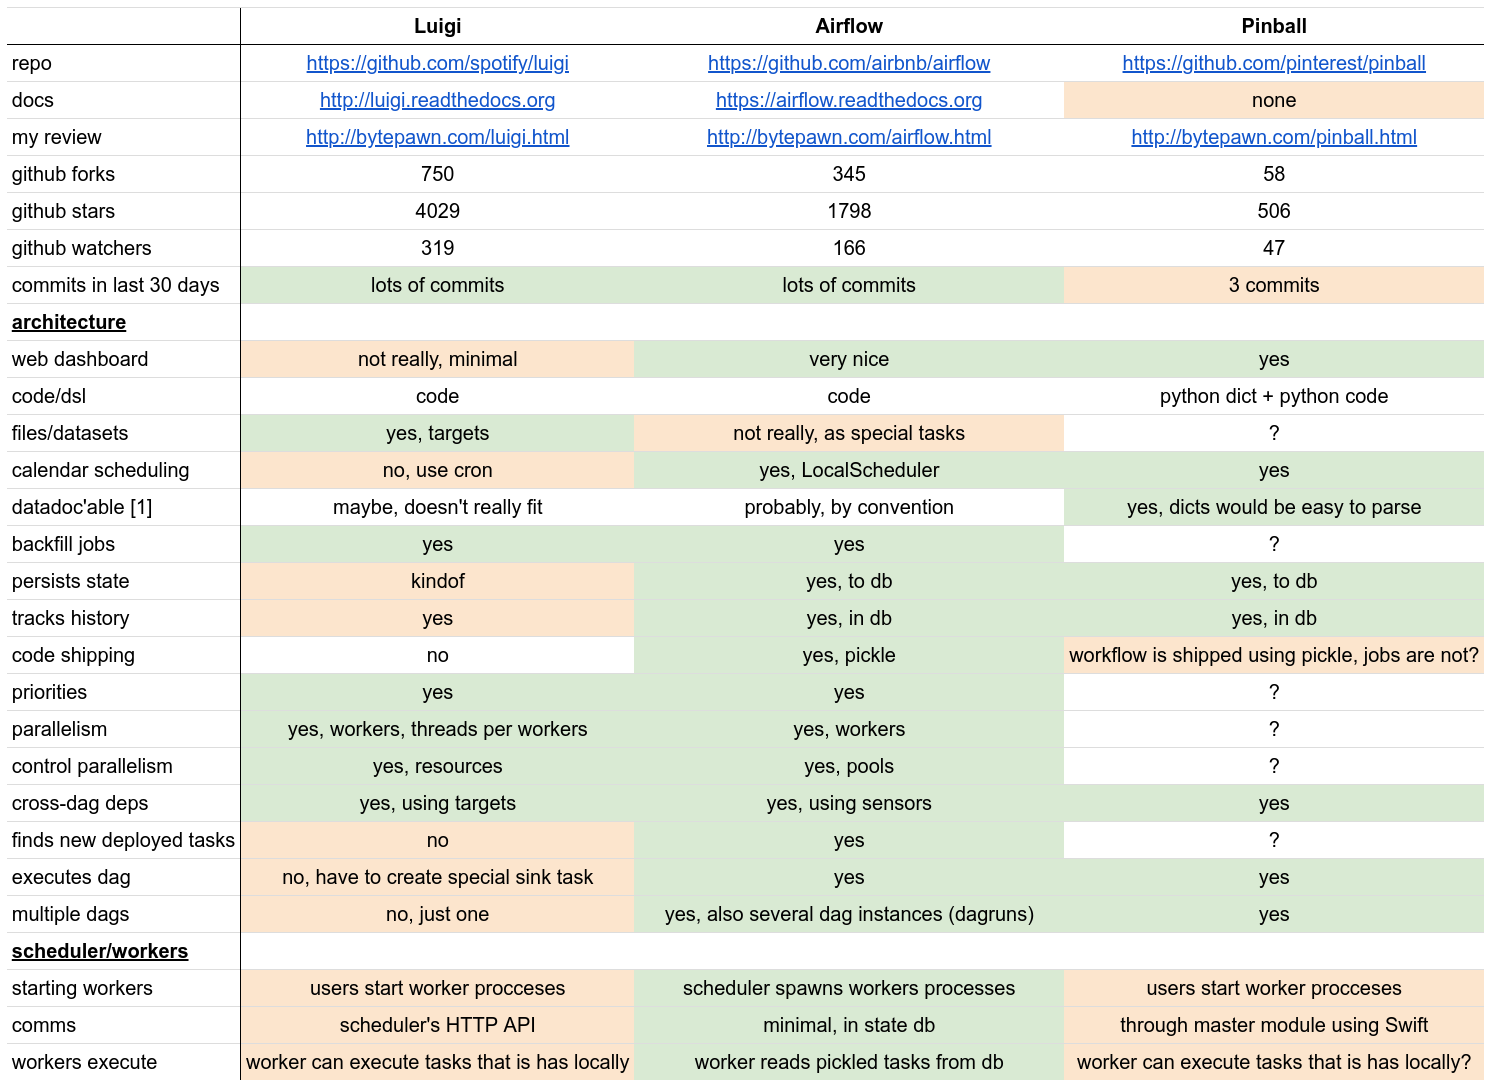 Luigi Airflow Pinball
repo https://github.com/spotify/luigi https://github.com/airbnb/airflow https://github.com/pinterest/pinball
docs http://luigi.readthedocs.org https://airflow.readthedocs.org none
my review http://bytepawn.com/luigi.html http://bytepawn.com/airflow.html http://bytepawn.com/pinball.html
github forks 750 345 58
github stars 4029 1798 506
github watchers 319 166 47
commits in last 30 days lots of commits lots of commits 3 commits
architecture
web dashboard not really, minimal very nice yes
code/dsl code code python dict + python code
files/datasets yes, targets not really, as special tasks ?
calendar scheduling no, use cron yes, LocalScheduler yes
datadoc'able [1] maybe, doesn't really fit probably, by convention yes, dicts would be easy to parse
backfill jobs yes yes ?
persists state kindof yes, to db yes, to db
tracks history yes yes, in db yes, in db
code shipping no yes, pickle workflow is shipped using pickle, jobs are not?
priorities yes yes ?
parallelism yes, workers, threads per workers yes, workers ?
control parallelism yes, resources yes, pools ?
cross-dag deps yes, using targets yes, using sensors yes
finds new deployed tasks no yes ?
executes dag no, have to create special sink task yes yes
multiple dags no, just one yes, also several dag instances (dagruns) yes
scheduler/workers
starting workers users start worker procceses scheduler spawns workers processes users start worker procceses
comms scheduler's HTTP API minimal, in state db through master module using Swift
workers execute worker can execute tasks that is has locally worker reads pickled tasks from db worker can execute tasks that is has locally?